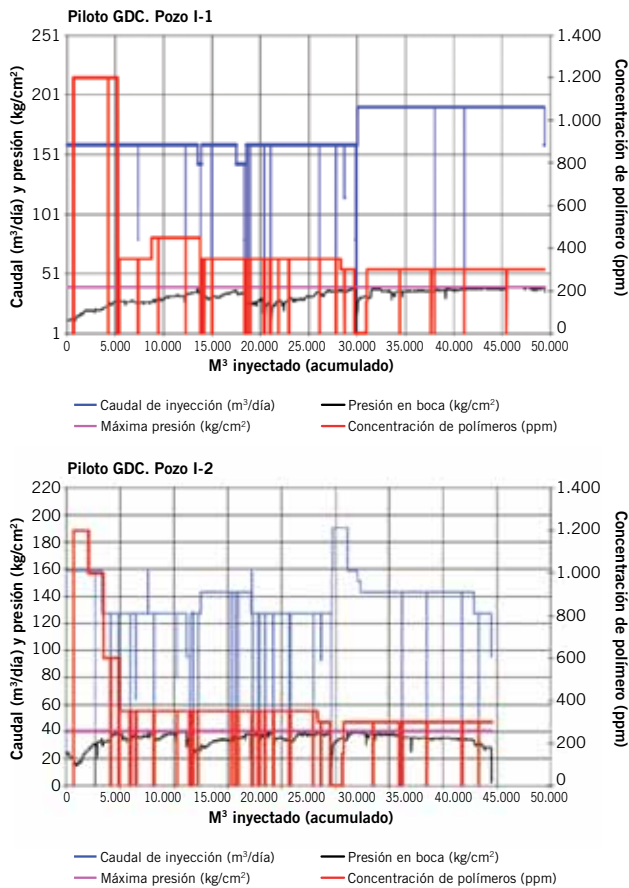 Piloto GDC. Pozo I-1
Caudal (m³/día) y presión (kg/cm²)
251
201
151
101
51
1
1.400
1.200
1.000
800
600
400
200
0
Concentración de polímero (ppm)
0 5.000 10.000 15.000 20.000 25.000 30.000 35.000 40.000 45.000 50.000
M³ inyectado (acumulado)
Caudal de inyección (m³/día) Presión en boca (kg/cm²)
Máxima presión (kg/cm²) Concentración de polímeros (ppm)
Piloto GDC. Pozo I-2
Caudal (m³/día) y presión (kg/cm²)
220
200
180
160
140
120
100
80
60
40
20
0
1.400
1.200
1.000
800
600
400
200
0
Concentración de polímero (ppm)
0 5.000 10.000 15.000 20.000 25.000 30.000 35.000 40.000 45.000 50.000
M³ inyectado (acumulado)
Caudal de inyección (m³/día) Presión en boca (kg/cm²)
Máxima presión (kg/cm²) Concentración de polímeros (ppm)